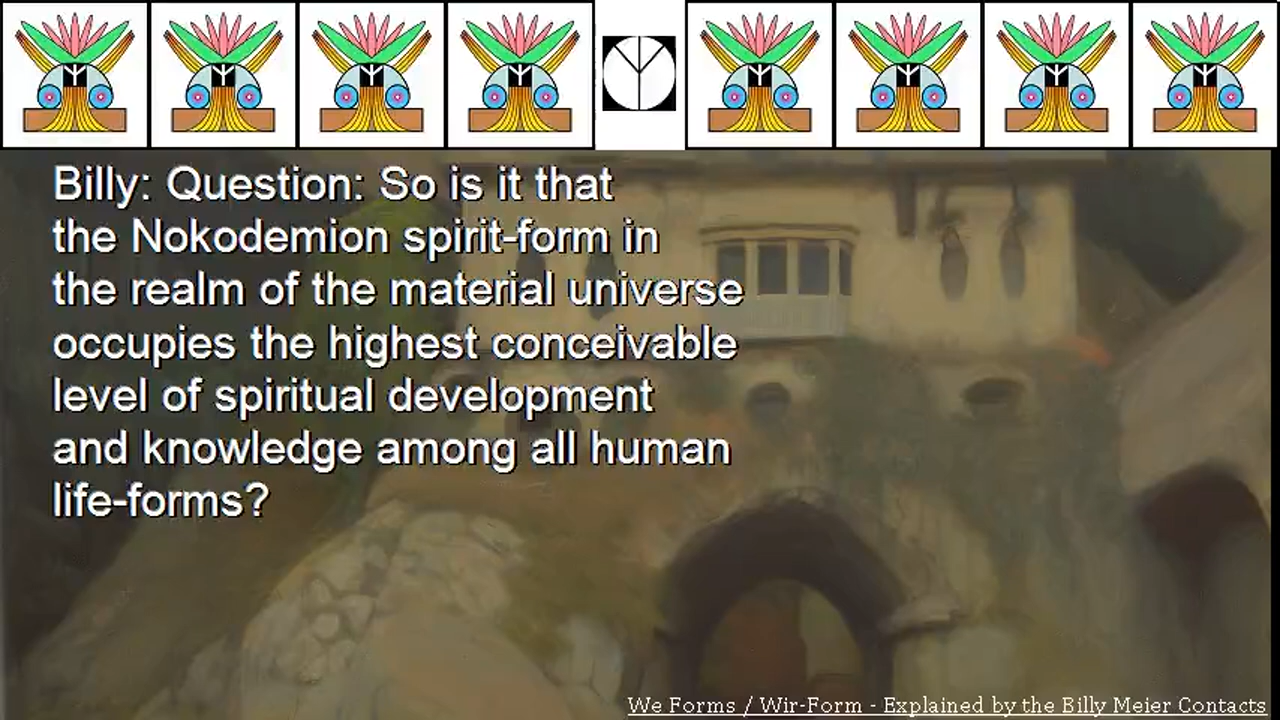 Billy: Question: So is it that
the Nokodemion spirit-form in
the realm of the material universe
occupies the highest conceivable
level of spiritual development
and knowledge among all human
life-forms?
We Forms / Wir-Form - Explained by the Billy Meier Contacts